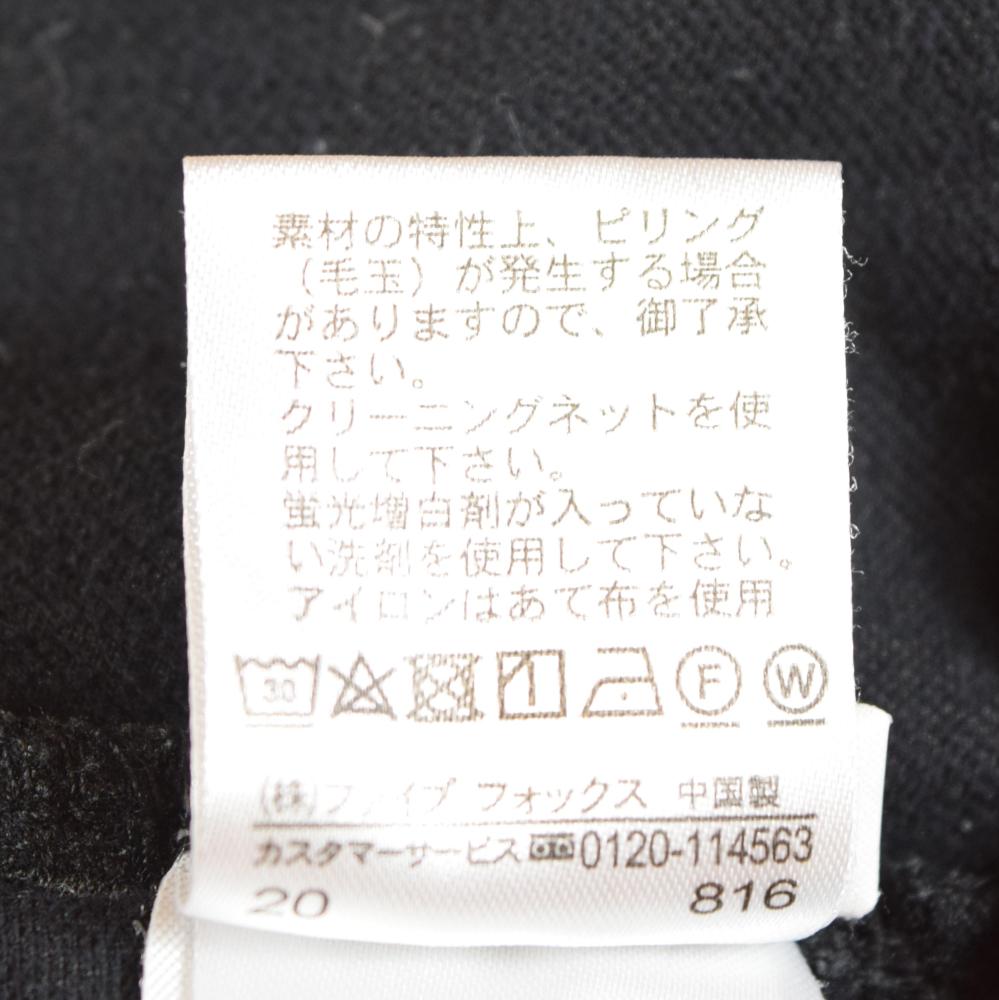 素材の特性上、ピリング
（毛玉）が発生する場合
がありますので、御了承
下さい。
クリーニングネットを使
用して下さい。
蛍光増白剤が入っていな
い洗剤を使用して下さい。
アイロンはあて布を使用
30 F W
（株）ファイブ フォックス 中国製
カスタマーサービス 0120-114563
20 816